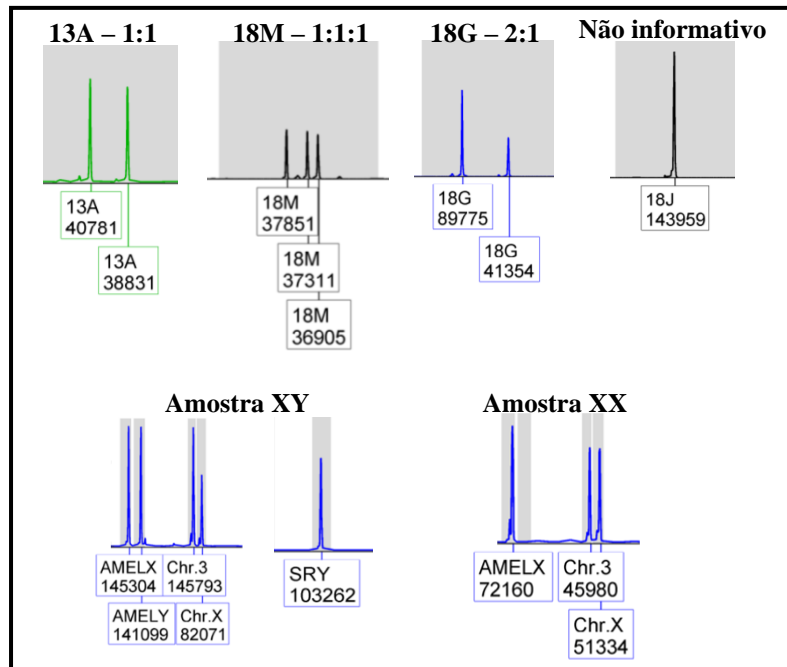 13A – 1:1
18M – 1:1:1
18G – 2:1
Não informativo
13A
40781
13A
38831
18M
37851
18M
37311
18M
36905
18G
89775
18G
41354
18J
143959
Amostra XY
Amostra XX
AMELX
145304
Chr.3
145793
AMELY
141099
Chr.X
82071
SRY
103262
AMELX
72160
Chr.3
45980
Chr.X
51334